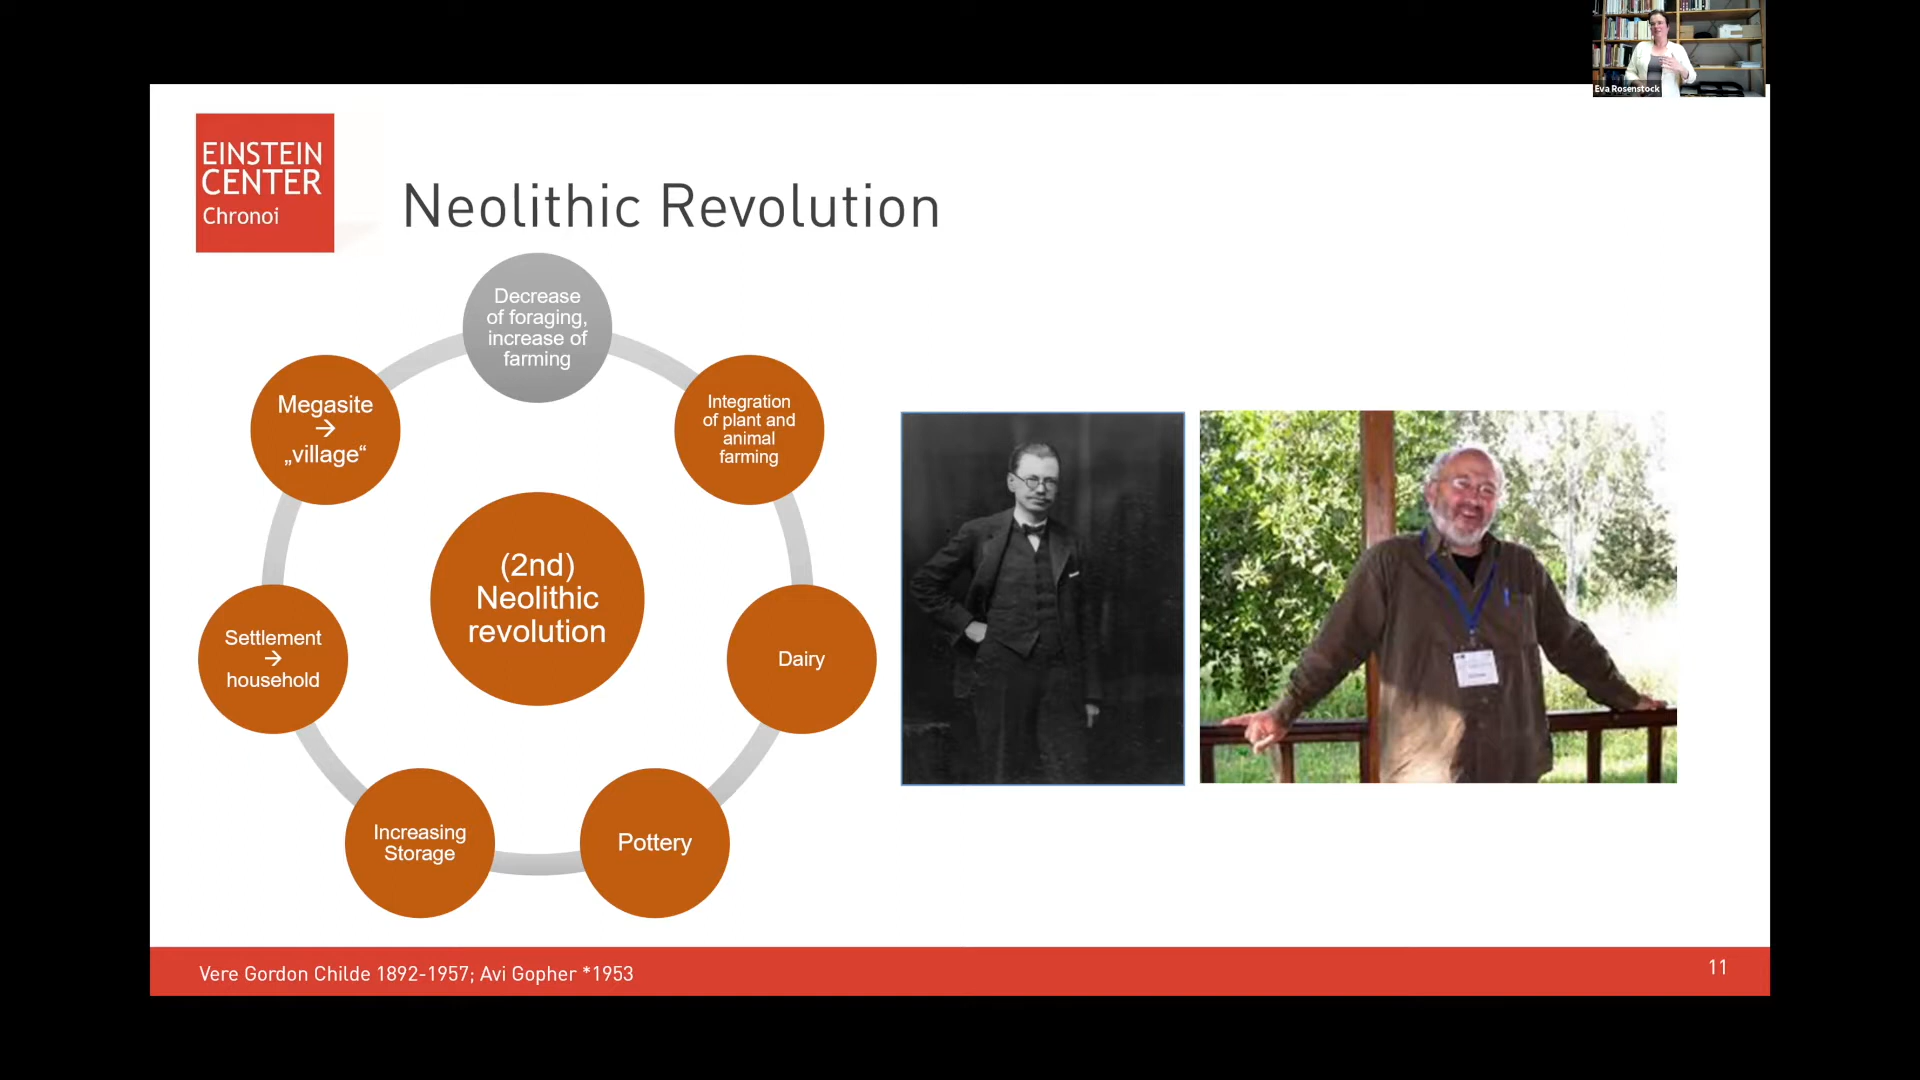 Eva Rosenstock
EINSTEIN
CENTER
Chronoi
Neolithic Revolution
Decrease
of foraging,
increase of
farming
Integration
of plant and
animal
farming
Dairy
Pottery
Increasing
Storage
Settlement
→
household
Megasite
→
„village“
(2nd)
Neolithic
revolution
Vere Gordon Childe 1892-1957; Avi Gopher *1953
11